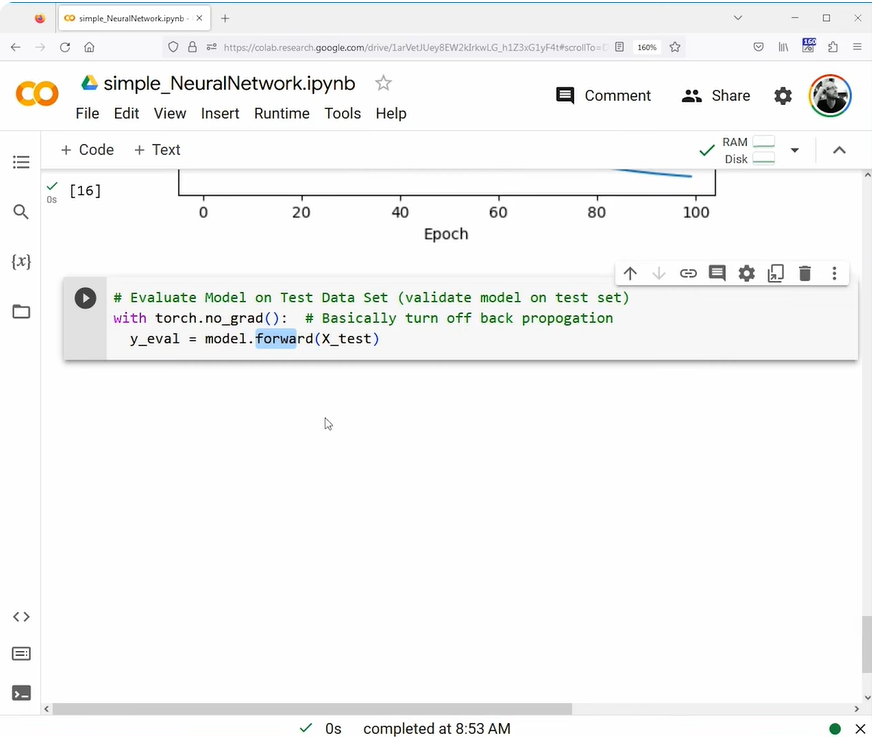 simple_NeuralNetwork.ipynb -
https://colab.research.google.com/drive/1arVetJUey8EW2kIrkwLG_h1Z3xG1yF4t#scrollTo=
160%
160
simple_NeuralNetwork.ipynb
Comment
Share
File Edit View Insert Runtime Tools Help
+ Code + Text
RAM
Disk
[16]
0s
0 20 40 60 80 100
Epoch
{x}
# Evaluate Model on Test Data Set (validate model on test set)
with torch.no_grad():  # Basically turn off back propogation
  y_eval = model.forward(X_test)
0s completed at 8:53 AM